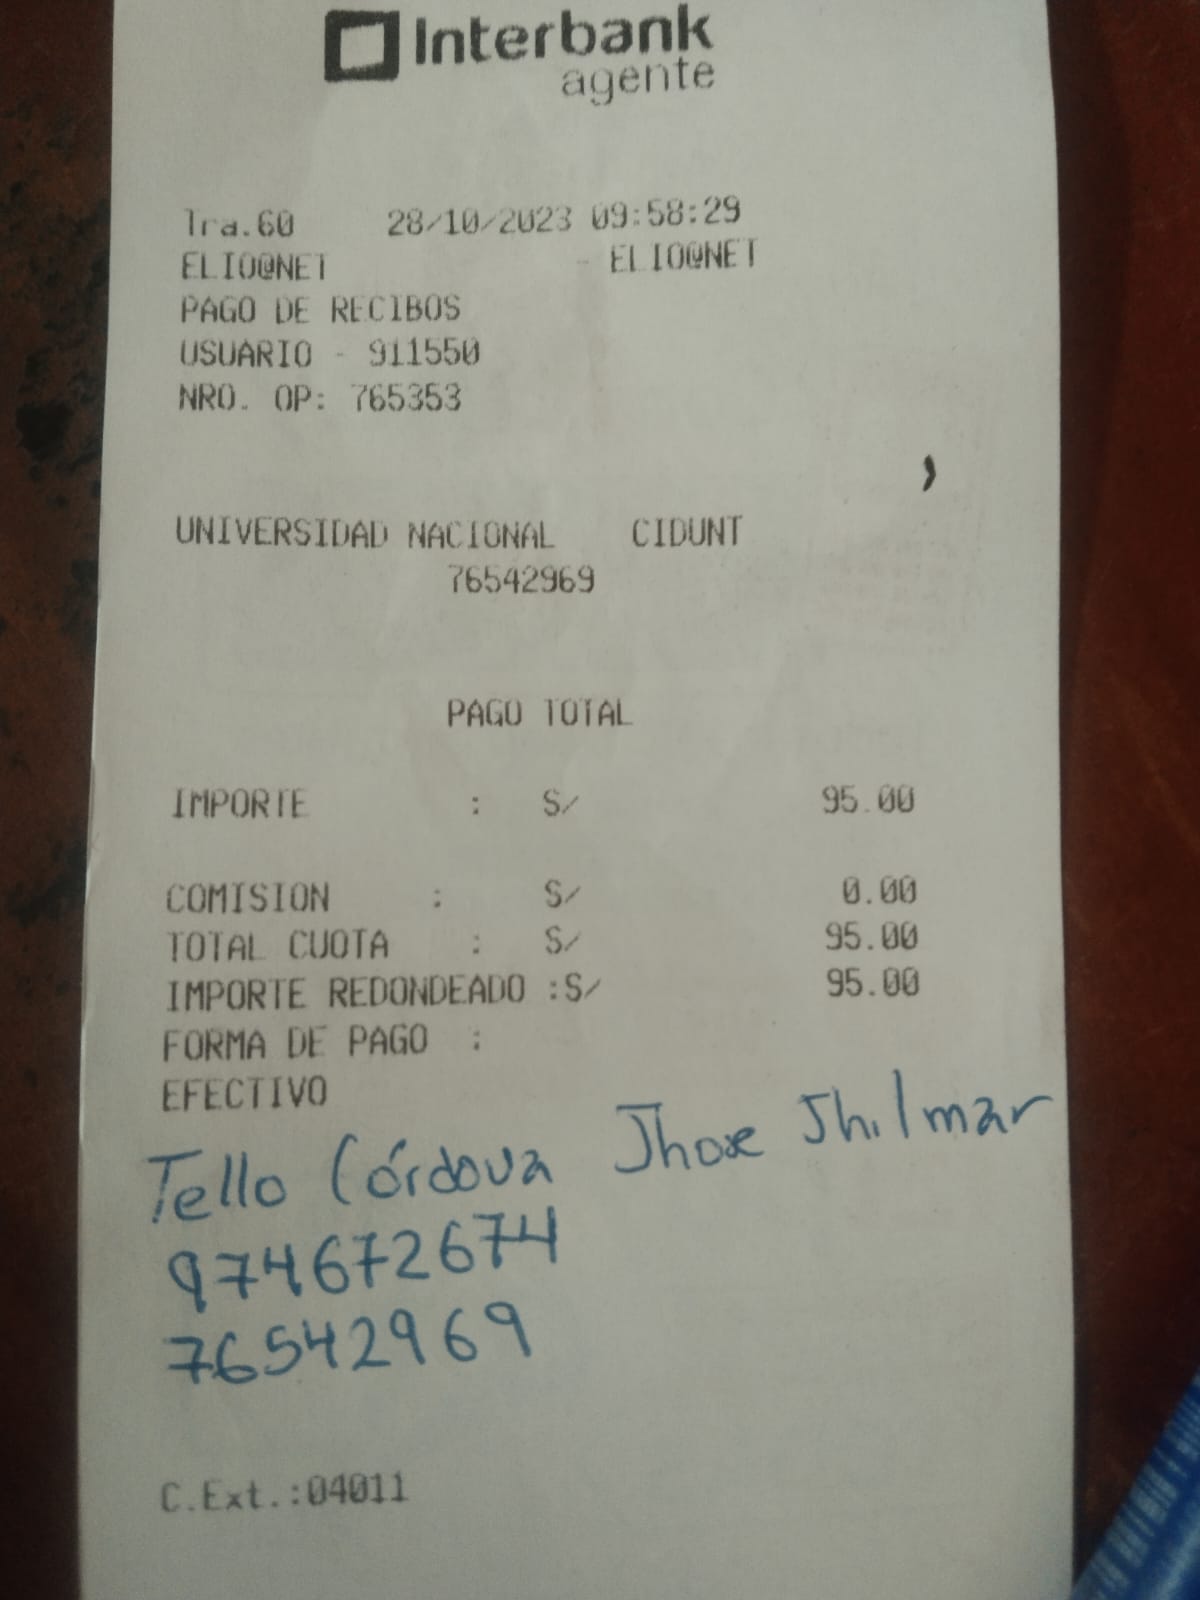 Interbank
agente
Tra.60 28/10/2023 09:58:29
ELIO@NET - ELIO@NET
PAGO DE RECIBOS
USUARIO - 911550
NRO. OP: 765353
UNIVERSIDAD NACIONAL CIDUNT
76542969
PAGO TOTAL
IMPORTE : S/ 95.00
COMISION : S/ 0.00
TOTAL CUOTA : S/ 95.00
IMPORTE REDONDEADO :S/ 95.00
FORMA DE PAGO :
EFECTIVO
Tello Córdova Jhoxe Jhilmar
974672674
76542969
C.Ext.:04011